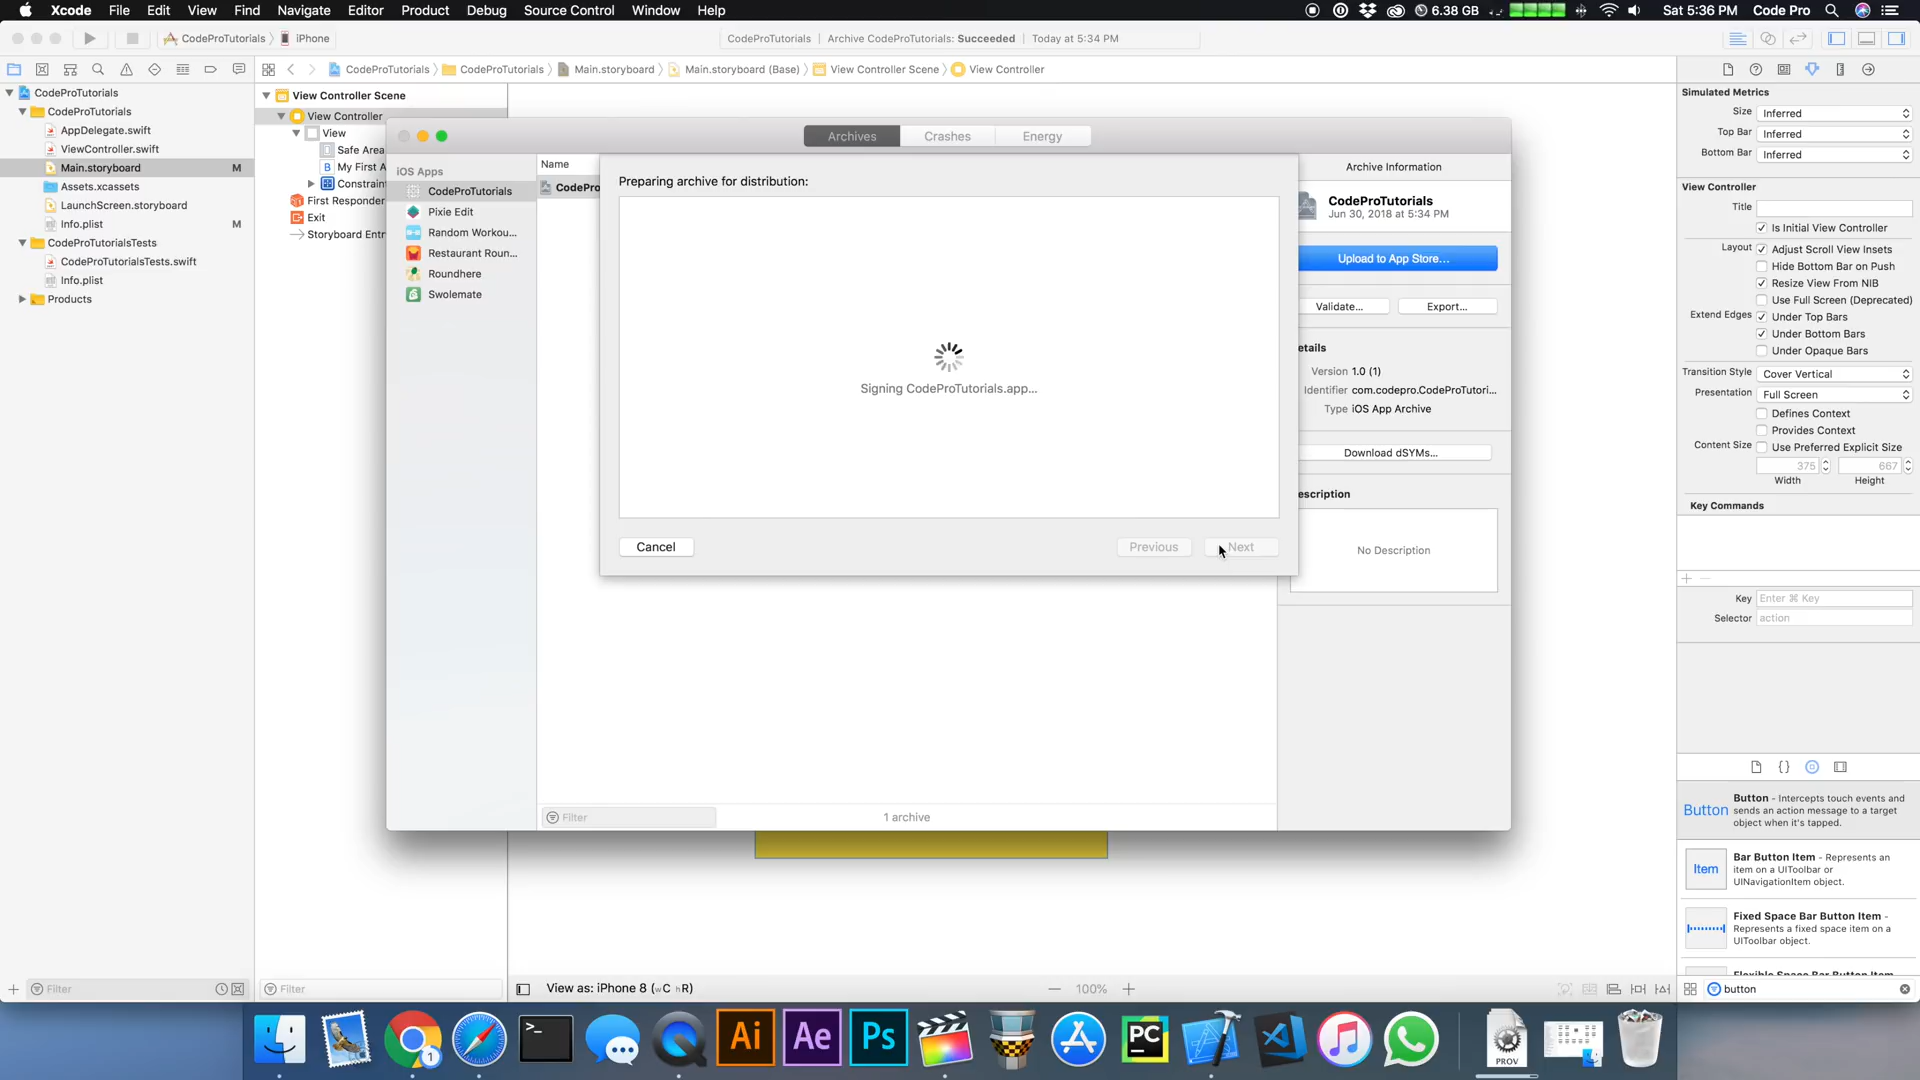 Xcode File Edit View Find Navigate Editor Product Debug Source Control Window Help
6.38 GB Sat 5:36 PM Code Pro
CodeProTutorials iPhone
CodeProTutorials | Archive CodeProTutorials: Succeeded | Today at 5:34 PM
CodeProTutorials CodeProTutorials Main.storyboard Main.storyboard (Base) View Controller Scene View Controller
CodeProTutorials
CodeProTutorials
AppDelegate.swift
ViewController.swift
Main.storyboard M
Assets.xcassets
LaunchScreen.storyboard
Info.plist M
CodeProTutorialsTests
CodeProTutorialsTests.swift
Info.plist
Products
Filter
View Controller Scene
View Controller
View
Safe Area
My First A
Constrain
First Responder
Exit
Storyboard Entr
Filter
Archives Crashes Energy
iOS Apps
CodeProTutorials
Pixie Edit
Random Workou...
Restaurant Roun...
Roundhere
Swolemate
Name
CodePro
Preparing archive for distribution:
Signing CodeProTutorials.app...
Cancel Previous Next
Filter
1 archive
Archive Information
CodeProTutorials
Jun 30, 2018 at 5:34 PM
Upload to App Store...
Validate... Export...
etails
Version 1.0 (1)
Identifier com.codepro.CodeProTutori...
Type iOS App Archive
Download dSYMs...
escription
No Description
View as: iPhone 8 (wC hR)
100%
Simulated Metrics
Size Inferred
Top Bar Inferred
Bottom Bar Inferred
View Controller
Title
Is Initial View Controller
Layout Adjust Scroll View Insets
Hide Bottom Bar on Push
Resize View From NIB
Use Full Screen (Deprecated)
Extend Edges Under Top Bars
Under Bottom Bars
Under Opaque Bars
Transition Style Cover Vertical
Presentation Full Screen
Defines Context
Provides Context
Content Size Use Preferred Explicit Size
375 667
Width Height
Key Commands
Key Enter ⌘ Key
Selector action
Button
Button - Intercepts touch events and
sends an action message to a target
object when it's tapped.
Item
Bar Button Item - Represents an
item on a UIToolbar or
UINavigationItem object.
Fixed Space Bar Button Item -
Represents a fixed space item on a
UIToolbar object.
Flexible Space Bar Button Item
button
1
>_
Ai
Ae
Ps
PC
PROV